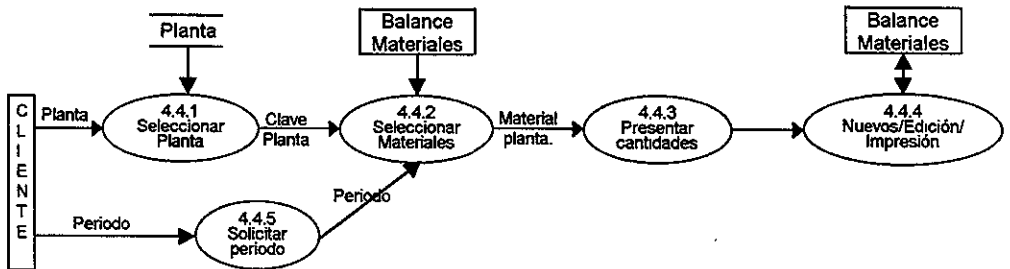 Planta
Balance
Materiales
Balance
Materiales
CLIENTE
Planta
4.4.1
Seleccionar
Planta
Clave
Planta
4.4.2
Seleccionar
Materiales
Material
planta.
4.4.3
Presentar
cantidades
4.4.4
Nuevos/Edición/
Impresión
Periodo
4.4.5
Solicitar
periodo
Periodo